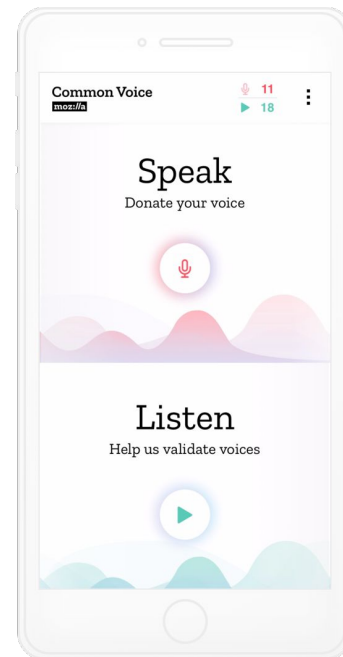 Common Voice
moz://a
11
18
Speak
Donate your voice
Listen
Help us validate voices